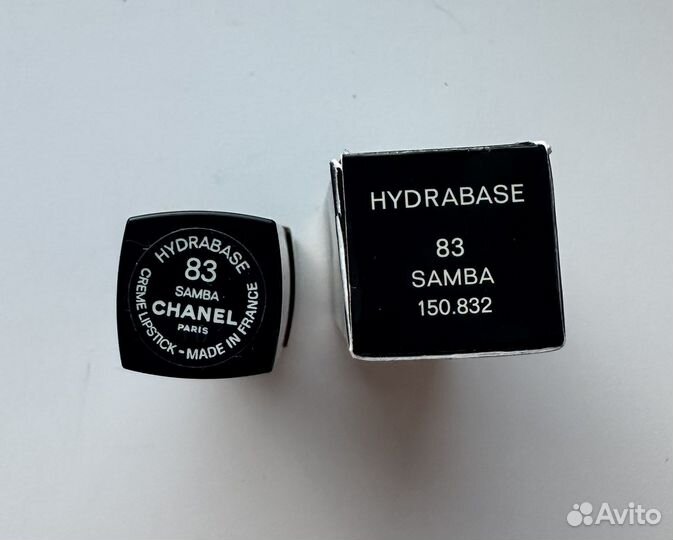 HYDRABASE
83
SAMBA
CHANEL
PARIS
CREME LIPSTICK - MADE IN FRANCE
HYDRABASE
83
SAMBA
150.832
Avito